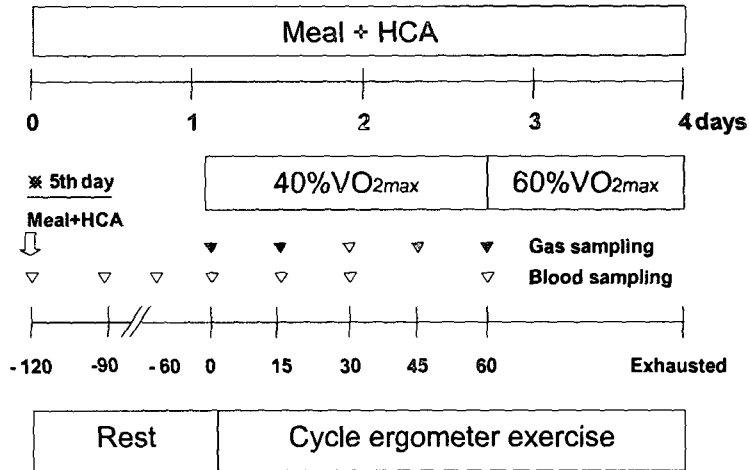 Meal + HCA
0 1 2 3 4 days
※ 5th day
40%VO2max 60%VO2max
Meal+HCA
Gas sampling
Blood sampling
-120 -90 -60 0 15 30 45 60 Exhausted
Rest Cycle ergometer exercise